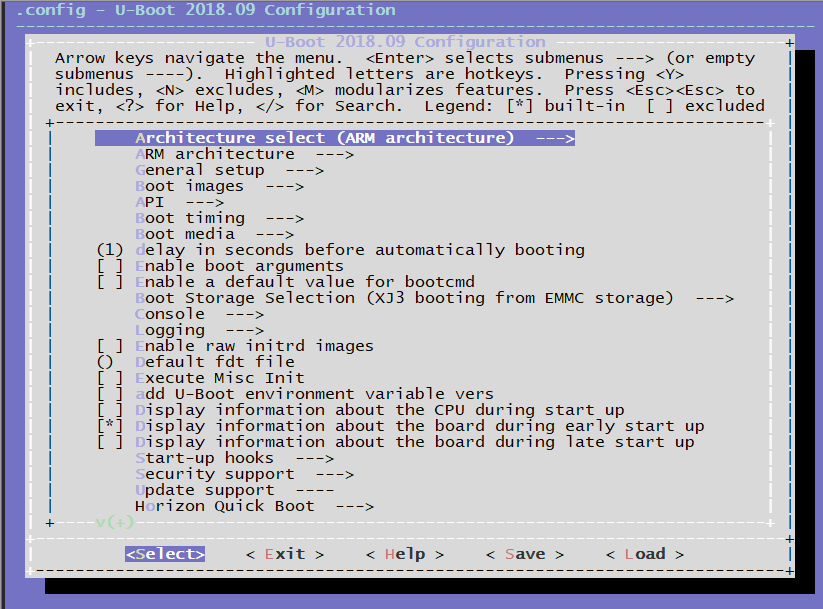 .config - U-Boot 2018.09 Configuration
U-Boot 2018.09 Configuration
Arrow keys navigate the menu.  <Enter> selects submenus ---> (or empty
submenus ----).  Highlighted letters are hotkeys.  Pressing <Y>
includes, <N> excludes, <M> modularizes features.  Press <Esc><Esc> to
exit, <?> for Help, </> for Search.  Legend: [*] built-in  [ ] excluded
Architecture select (ARM architecture)  --->
ARM architecture  --->
General setup  --->
Boot images  --->
API  --->
Boot timing  --->
Boot media  --->
(1) delay in seconds before automatically booting
[ ] Enable boot arguments
[ ] Enable a default value for bootcmd
Boot Storage Selection (XJ3 booting from EMMC storage)  --->
Console  --->
Logging  --->
[ ] Enable raw initrd images
() Default fdt file
[ ] Execute Misc Init
[ ] add U-Boot environment variable vers
[ ] Display information about the CPU during start up
[*] Display information about the board during early start up
[ ] Display information about the board during late start up
Start-up hooks  --->
Security support  --->
Update support  ----
Horizon Quick Boot  --->
v(+)
<Select>    < Exit >    < Help >    < Save >    < Load >